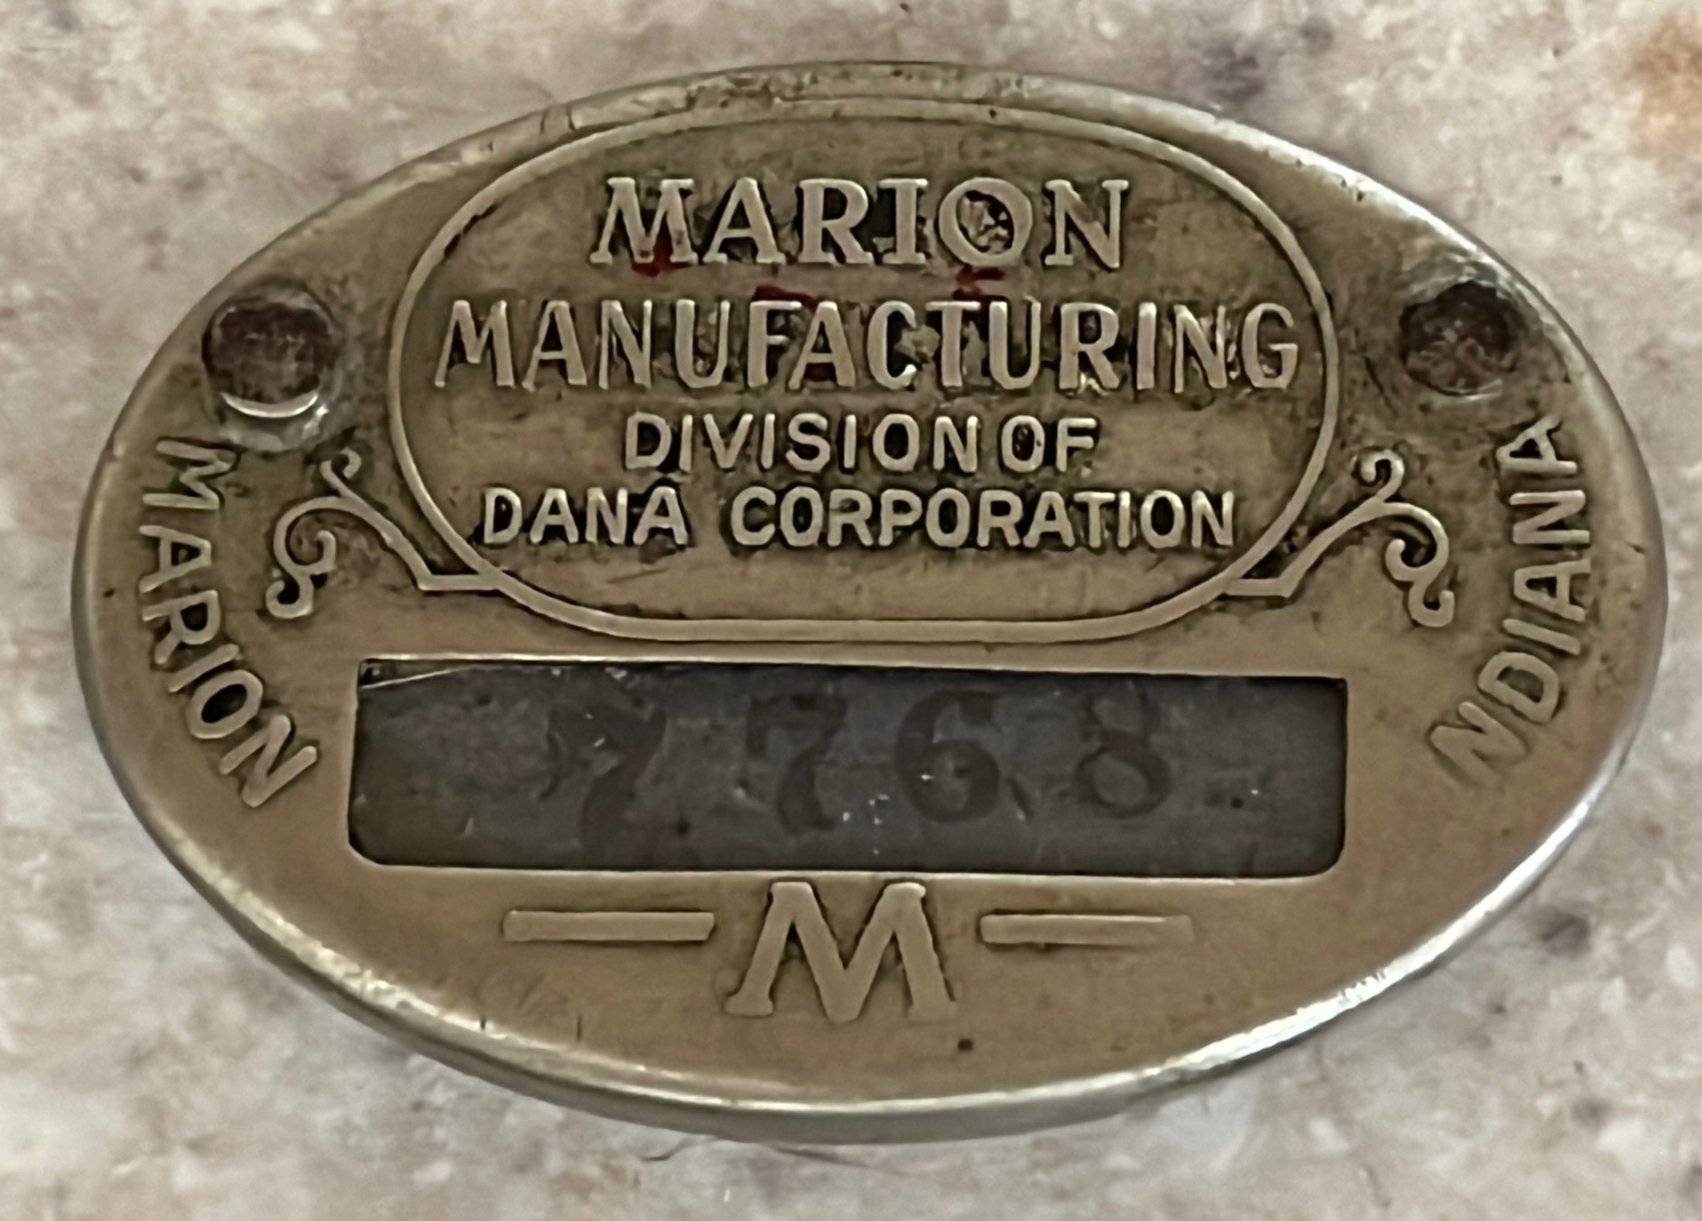 MARION
MANUFACTURING
DIVISION OF
DANA CORPORATION
MARION
INDIANA
7768
M